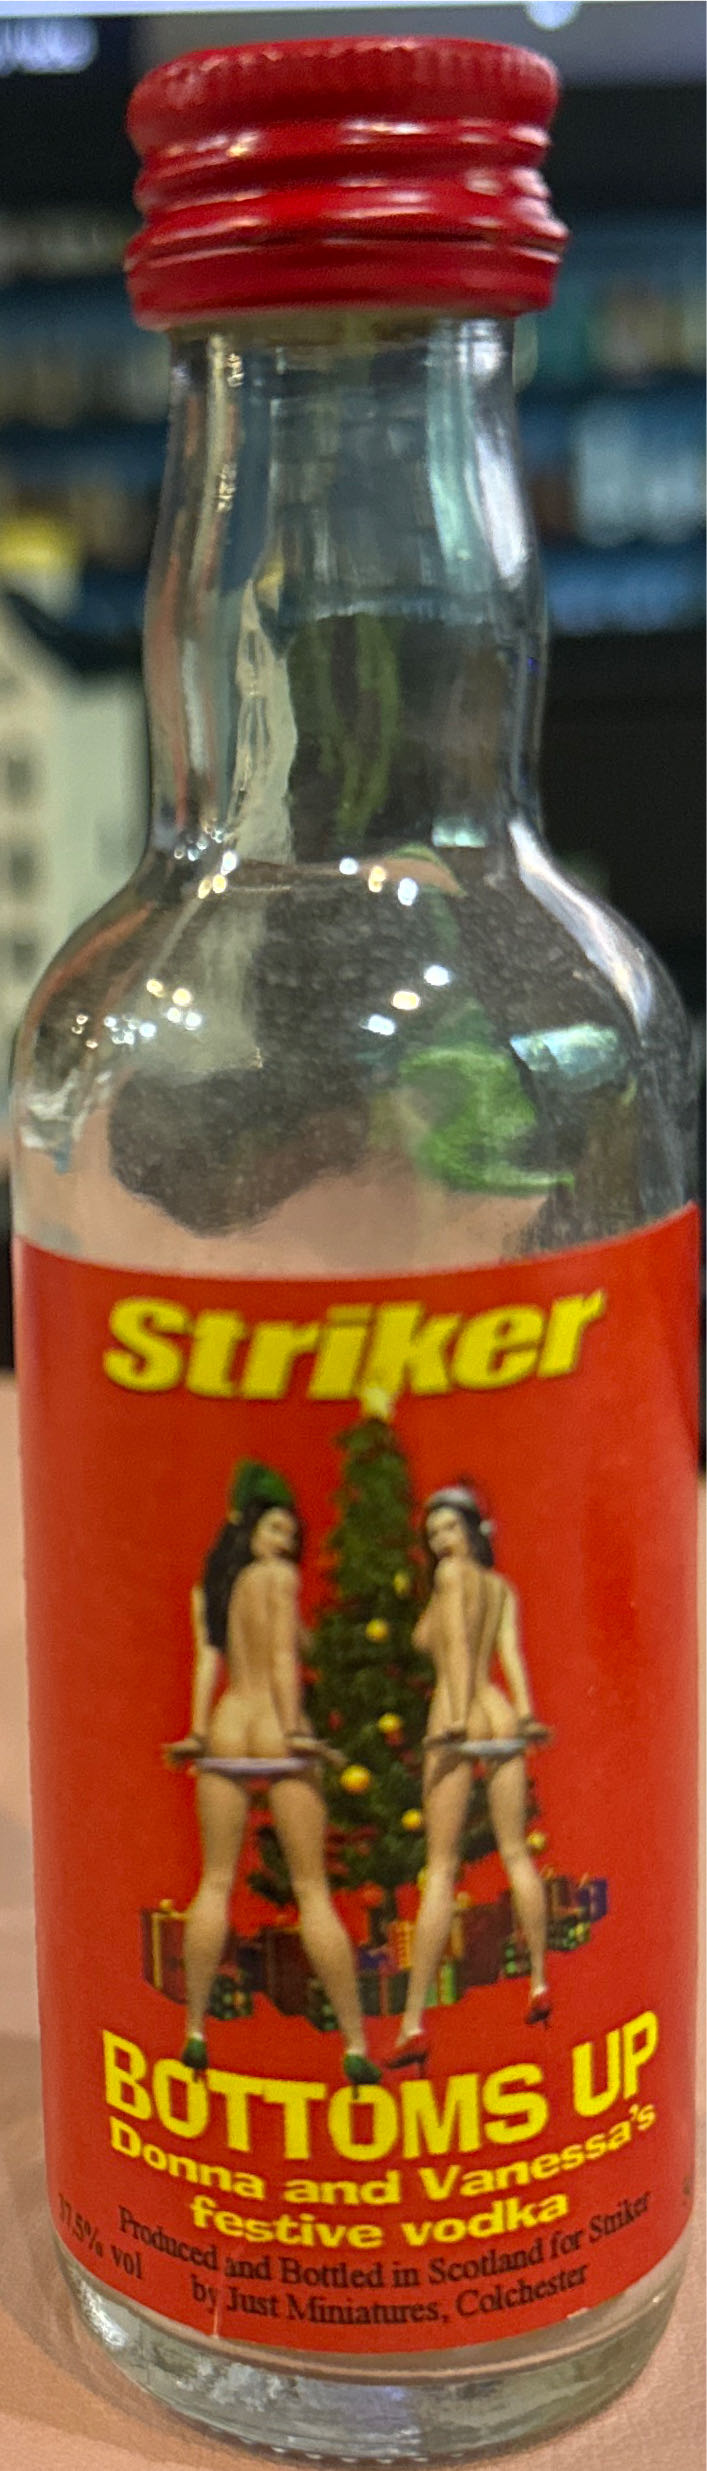 Striker
BOTTOMS UP
Donna and Vanessa's
festive vodka
37.5% vol
Produced and Bottled in Scotland for Striker
by Just Miniatures, Colchester